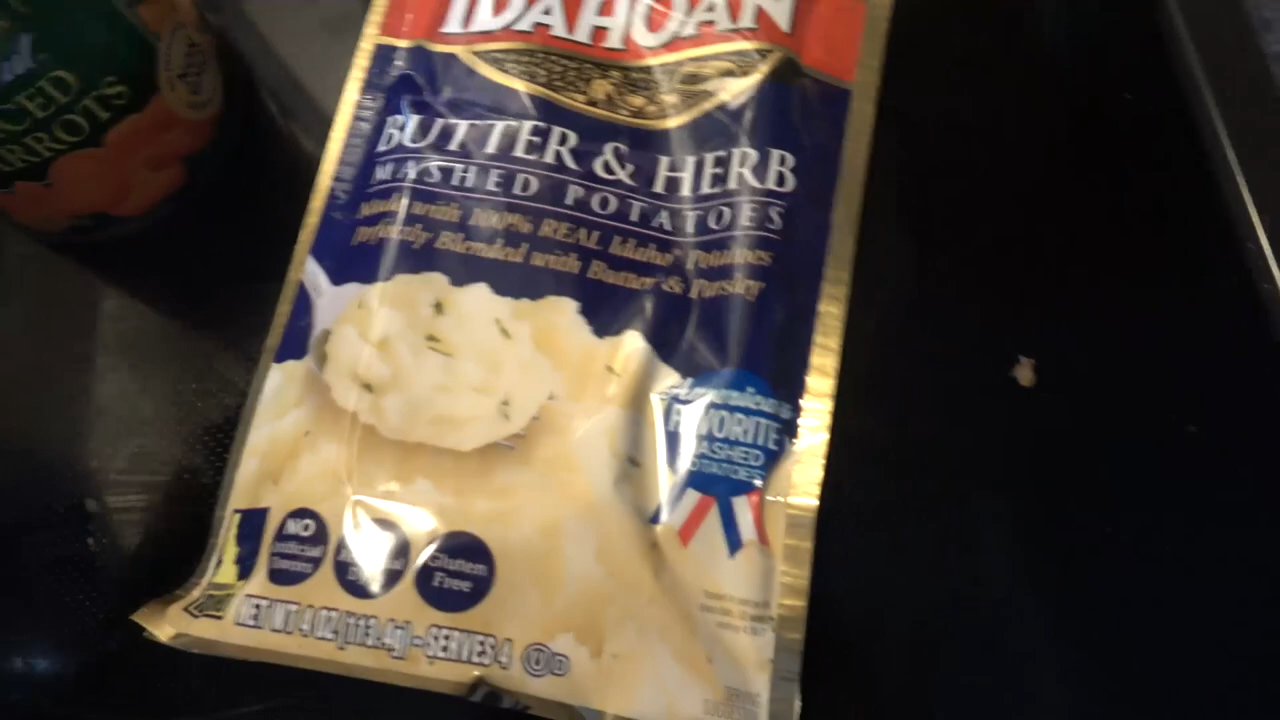 IDAHOAN
BUTTER & HERB
MASHED POTATOES
Made with 100% REAL Idaho® Potatoes
Perfectly Blended with Butter & Parsley
America's
FAVORITE
MASHED
POTATOES
NO
Artificial
Gluten
Free
NET WT 4 OZ (113.4g) - SERVES 4 U D
CED
RROTS